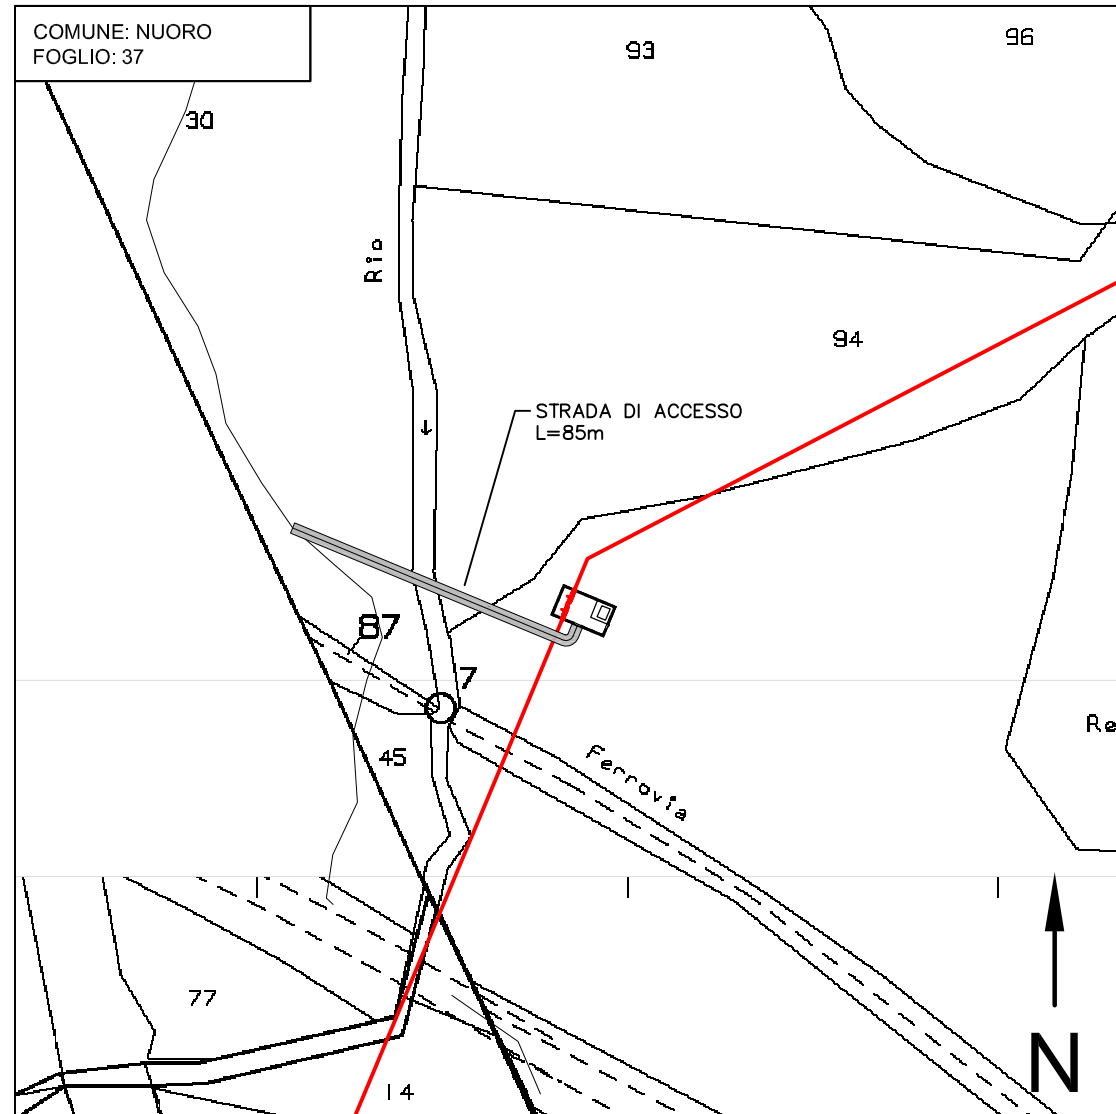 COMUNE: NUORO
FOGLIO: 37
93
96
30
Rio
94
STRADA DI ACCESSO
L=85m
87
7
Re
45
Ferrovia
77
14
N